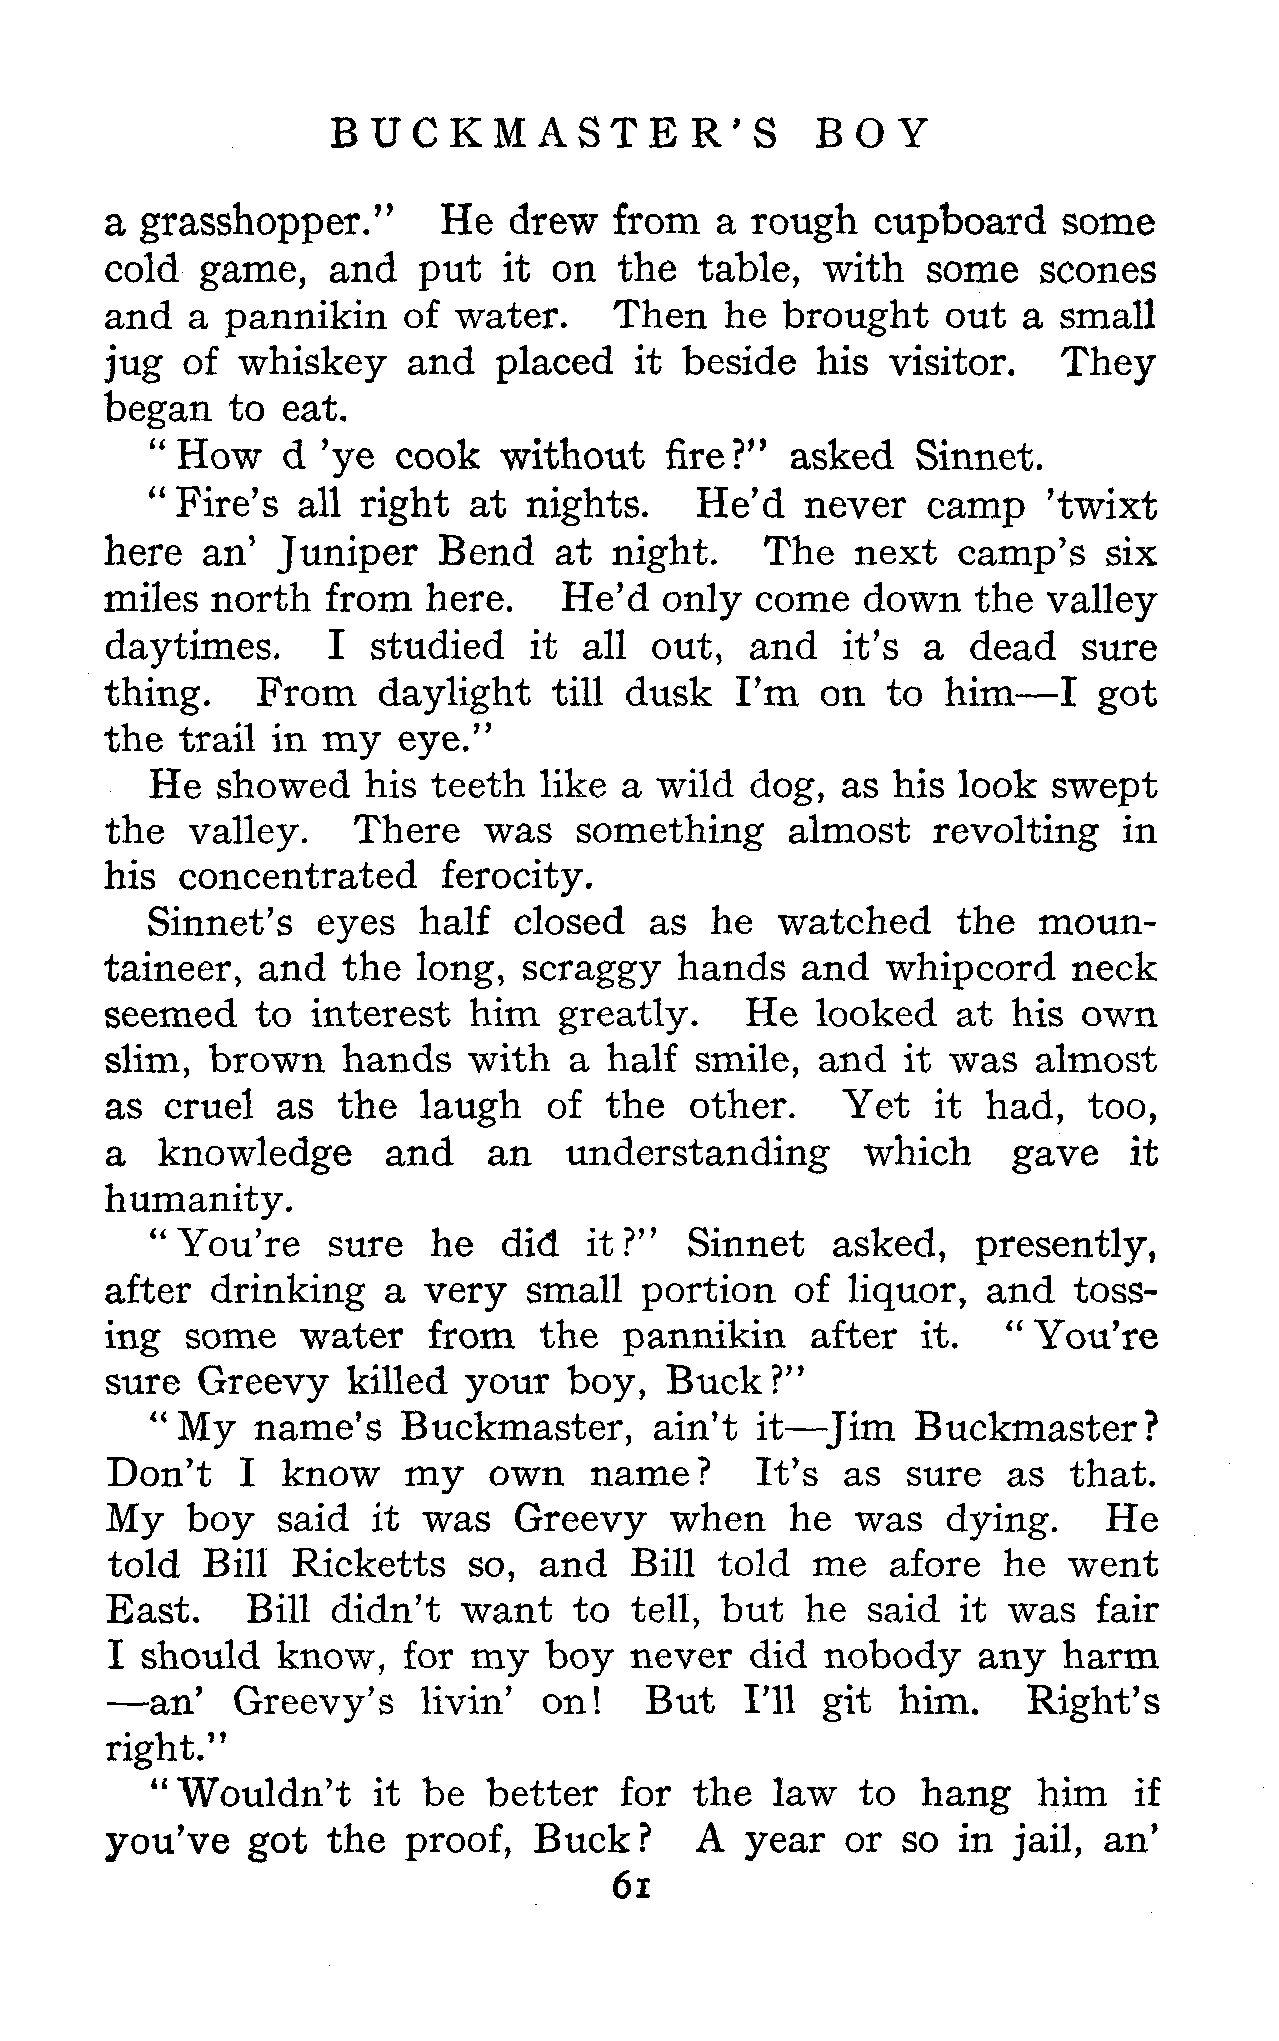 BUCKMASTER'S BOY
a grasshopper." He drew from a rough cupboard some
cold game, and put it on the table, with some scones
and a pannikin of water. Then he brought out a small
jug of whiskey and placed it beside his visitor. They
began to eat.
"How d 'ye cook without fire?" asked Sinnet.
"Fire's all right at nights. He'd never camp 'twixt
here an' Juniper Bend at night. The next camp's six
miles north from here. He'd only come down the valley
daytimes. I studied it all out, and it's a dead sure
thing. From daylight till dusk I'm on to him—I got
the trail in my eye."
He showed his teeth like a wild dog, as his look swept
the valley. There was something almost revolting in
his concentrated ferocity.
Sinnet's eyes half closed as he watched the moun-
taineer, and the long, scraggy hands and whipcord neck
seemed to interest him greatly. He looked at his own
slim, brown hands with a half smile, and it was almost
as cruel as the laugh of the other. Yet it had, too,
a knowledge and an understanding which gave it
humanity.
"You're sure he did it?" Sinnet asked, presently,
after drinking a very small portion of liquor, and toss-
ing some water from the pannikin after it. "You're
sure Greevy killed your boy, Buck?"
"My name's Buckmaster, ain't it—Jim Buckmaster?
Don't I know my own name? It's as sure as that.
My boy said it was Greevy when he was dying. He
told Bill Ricketts so, and Bill told me afore he went
East. Bill didn't want to tell, but he said it was fair
I should know, for my boy never did nobody any harm
—an' Greevy's livin' on! But I'll git him. Right's
right."
"Wouldn't it be better for the law to hang him if
you've got the proof, Buck? A year or so in jail, an'
61